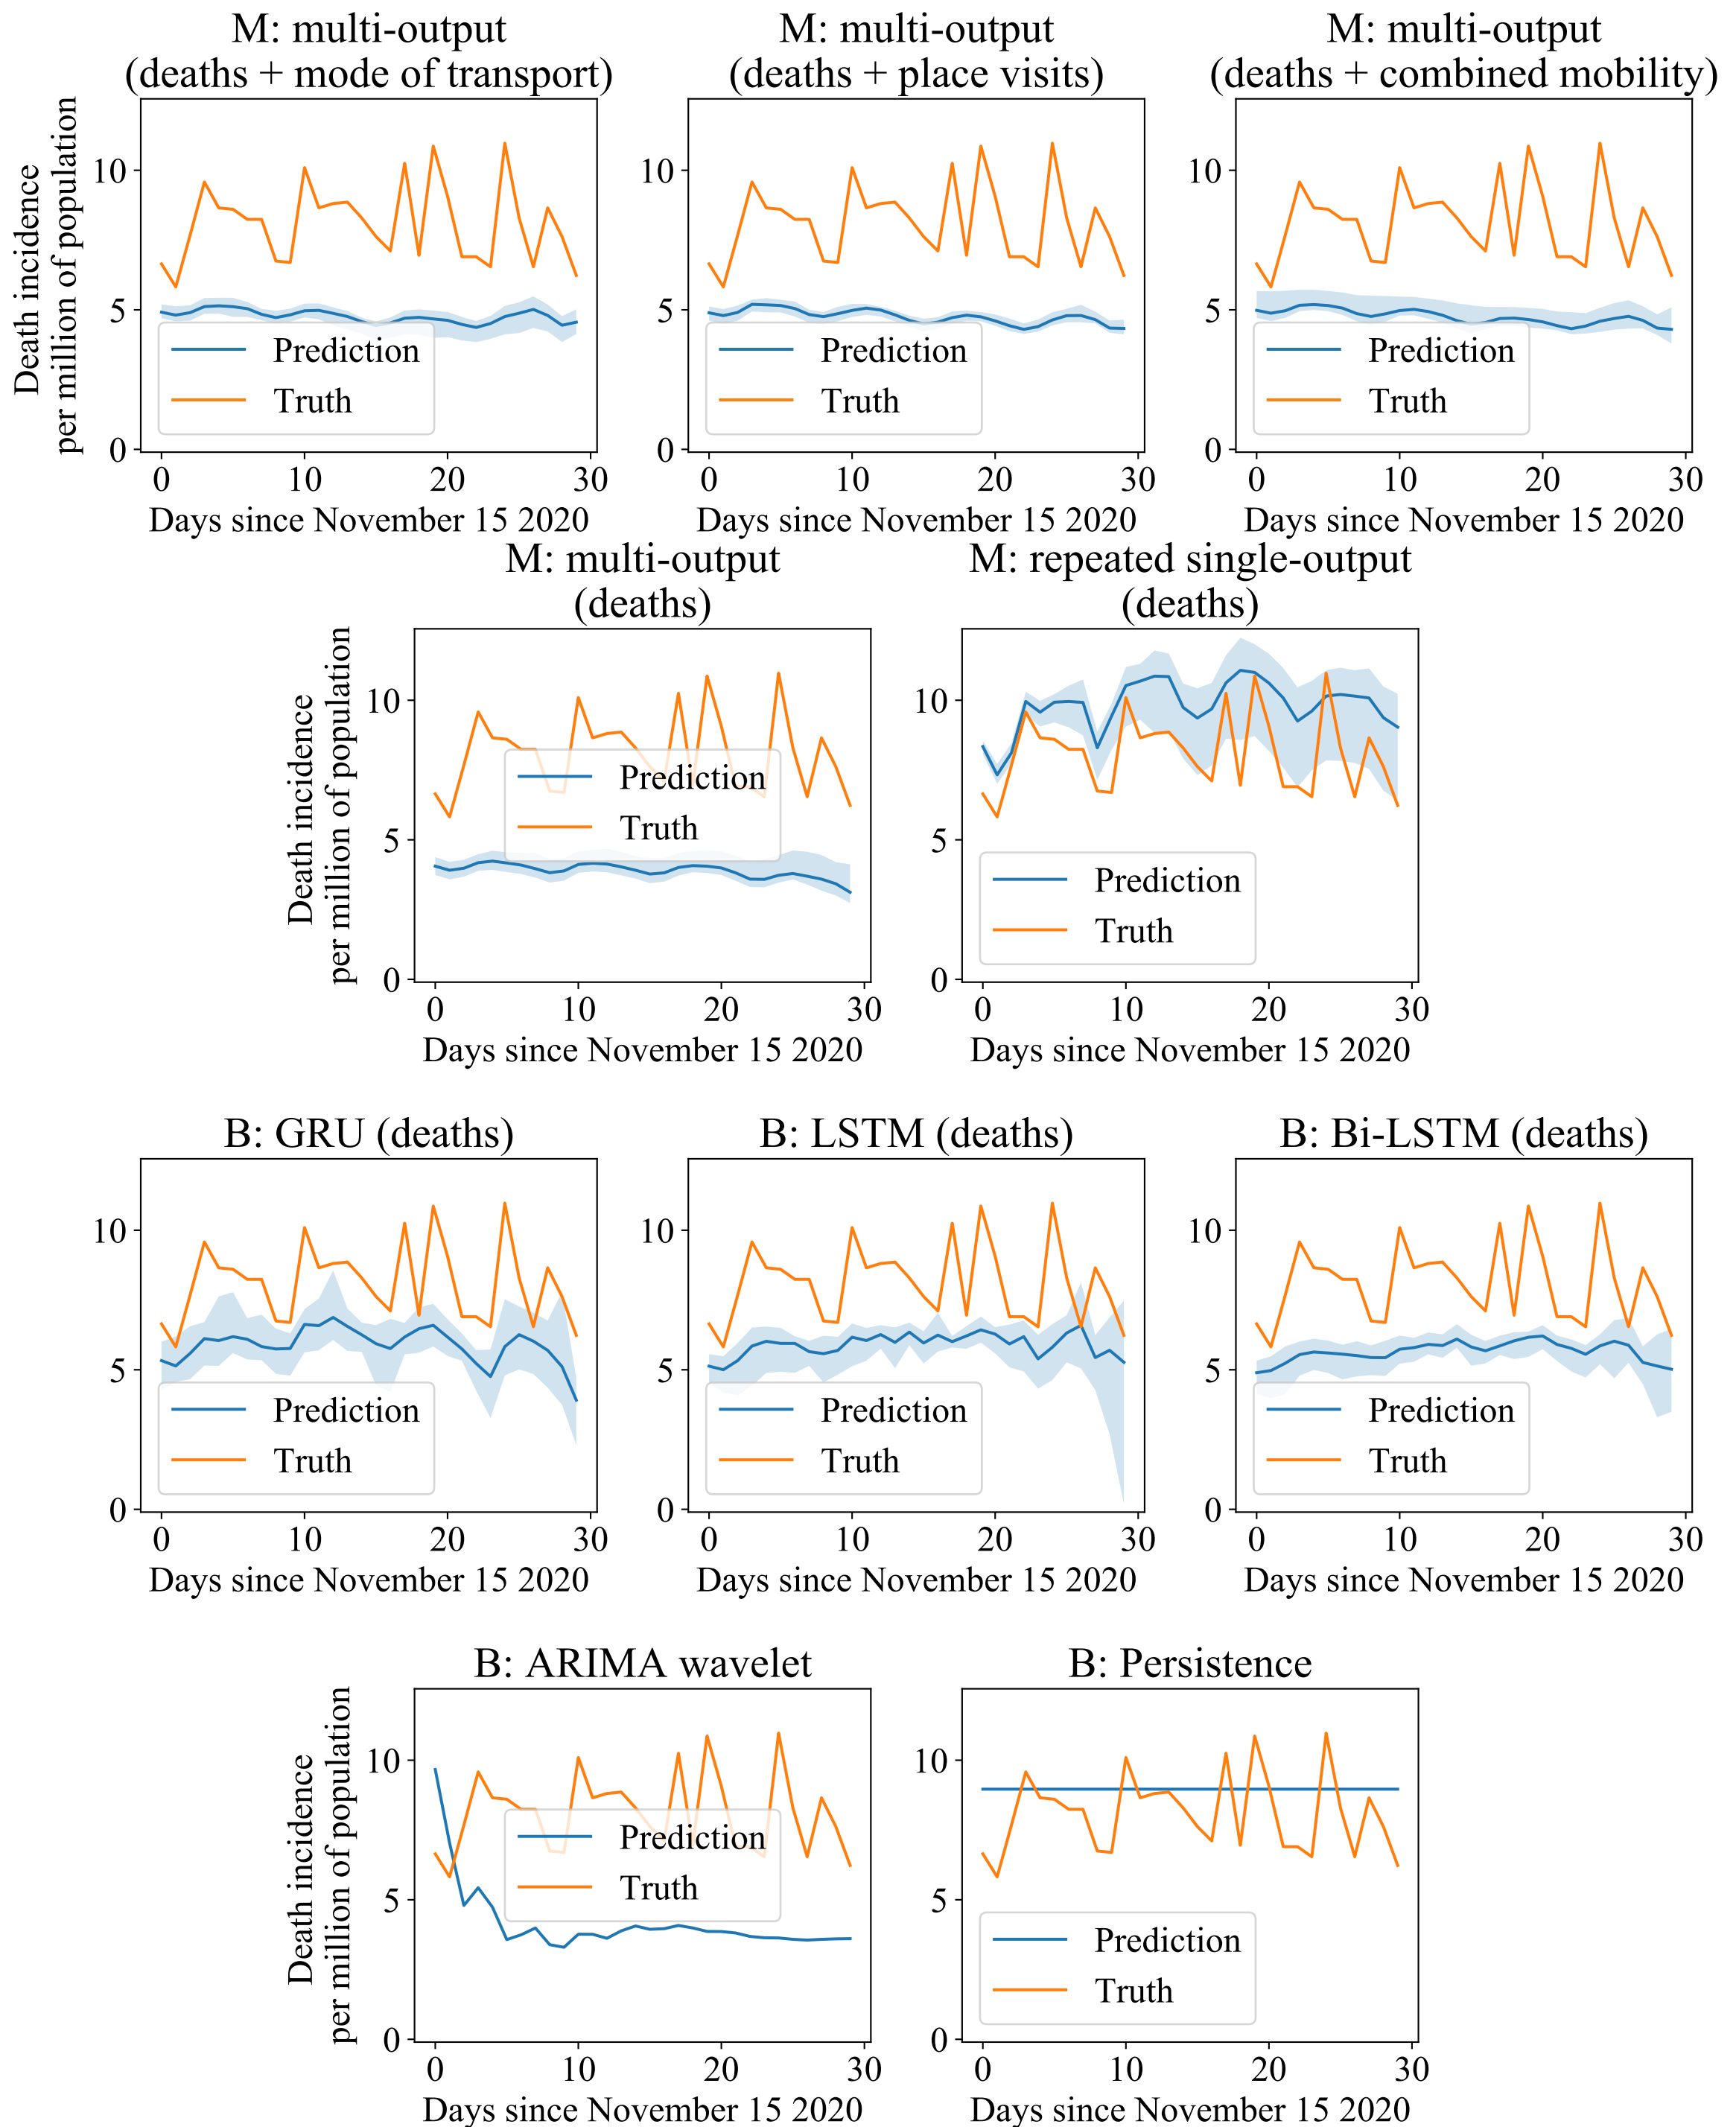 M: multi-output
(deaths + mode of transport)
M: multi-output
(deaths + place visits)
M: multi-output
(deaths + combined mobility)
Death incidence
per million of population
10
5
0
Prediction
Truth
0 10 20 30
Days since November 15 2020
10
5
0
Prediction
Truth
0 10 20 30
Days since November 15 2020
10
5
0
Prediction
Truth
0 10 20 30
Days since November 15 2020
M: multi-output
(deaths)
M: repeated single-output
(deaths)
Death incidence
per million of population
10
5
0
Prediction
Truth
0 10 20 30
Days since November 15 2020
10
5
0
Prediction
Truth
0 10 20 30
Days since November 15 2020
B: GRU (deaths)
B: LSTM (deaths)
B: Bi-LSTM (deaths)
10
5
0
Prediction
Truth
0 10 20 30
Days since November 15 2020
10
5
0
Prediction
Truth
0 10 20 30
Days since November 15 2020
10
5
0
Prediction
Truth
0 10 20 30
Days since November 15 2020
B: ARIMA wavelet
B: Persistence
Death incidence
per million of population
10
5
0
Prediction
Truth
0 10 20 30
Days since November 15 2020
10
5
0
Prediction
Truth
0 10 20 30
Days since November 15 2020